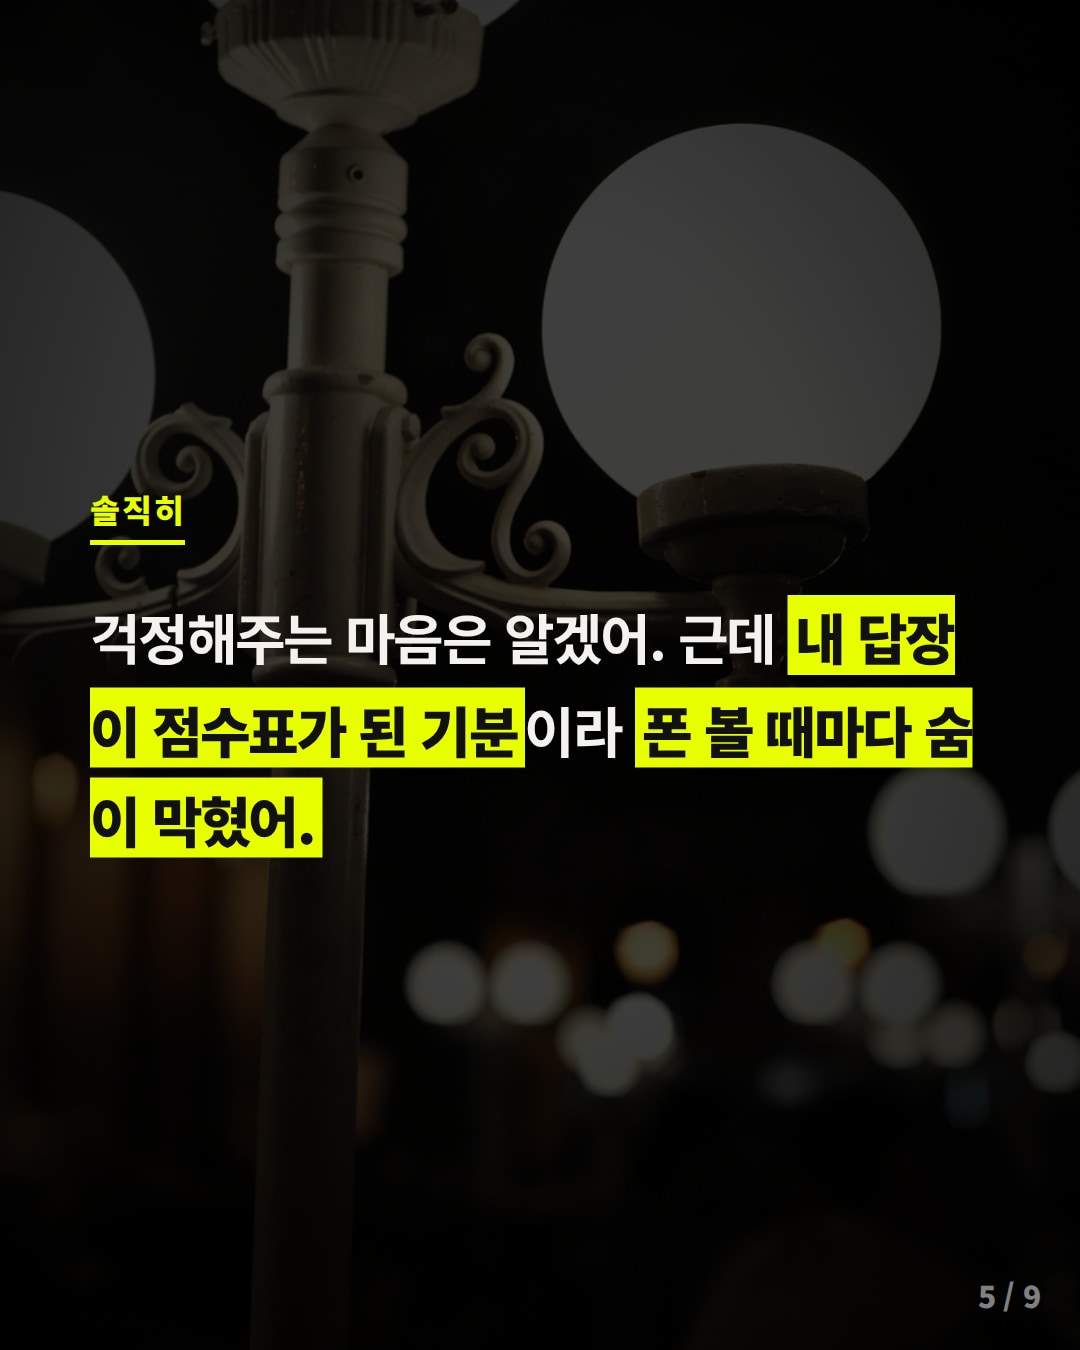 솔직히
걱정해주는 마음은 알겠어. 근데 내 답장
이 점수표가 된 기분이라 폰 볼 때마다 숨
이 막혔어.
5 / 9